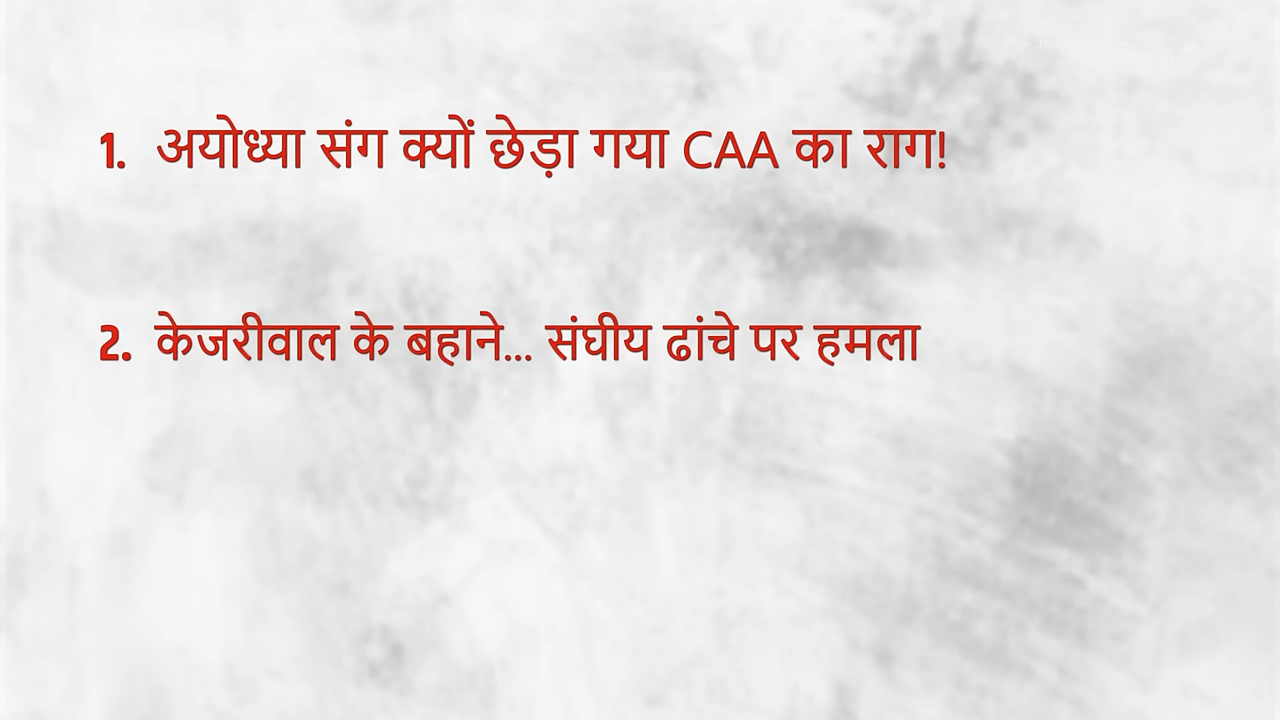 1. अयोध्या संग क्यों छेड़ा गया CAA का राग!
2. केजरीवाल के बहाने... संघीय ढांचे पर हमला